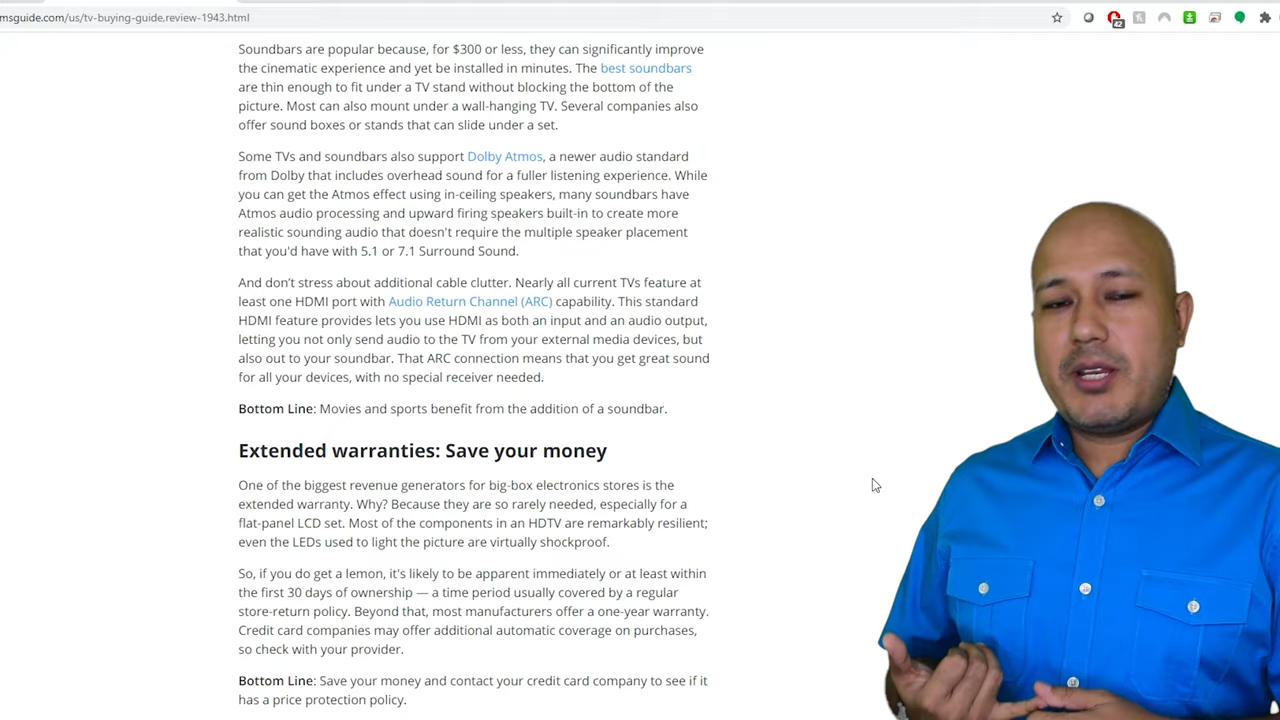 msguide.com/us/tv-buying-guide,review-1943.html
42
Soundbars are popular because, for $300 or less, they can significantly improve
the cinematic experience and yet be installed in minutes. The best soundbars
are thin enough to fit under a TV stand without blocking the bottom of the
picture. Most can also mount under a wall-hanging TV. Several companies also
offer sound boxes or stands that can slide under a set.
Some TVs and soundbars also support Dolby Atmos, a newer audio standard
from Dolby that includes overhead sound for a fuller listening experience. While
you can get the Atmos effect using in-ceiling speakers, many soundbars have
Atmos audio processing and upward firing speakers built-in to create more
realistic sounding audio that doesn't require the multiple speaker placement
that you'd have with 5.1 or 7.1 Surround Sound.
And don't stress about additional cable clutter. Nearly all current TVs feature at
least one HDMI port with Audio Return Channel (ARC) capability. This standard
HDMI feature provides lets you use HDMI as both an input and an audio output,
letting you not only send audio to the TV from your external media devices, but
also out to your soundbar. That ARC connection means that you get great sound
for all your devices, with no special receiver needed.
Bottom Line: Movies and sports benefit from the addition of a soundbar.
Extended warranties: Save your money
One of the biggest revenue generators for big-box electronics stores is the
extended warranty. Why? Because they are so rarely needed, especially for a
flat-panel LCD set. Most of the components in an HDTV are remarkably resilient;
even the LEDs used to light the picture are virtually shockproof.
So, if you do get a lemon, it's likely to be apparent immediately or at least within
the first 30 days of ownership — a time period usually covered by a regular
store-return policy. Beyond that, most manufacturers offer a one-year warranty.
Credit card companies may offer additional automatic coverage on purchases,
so check with your provider.
Bottom Line: Save your money and contact your credit card company to see if it
has a price protection policy.